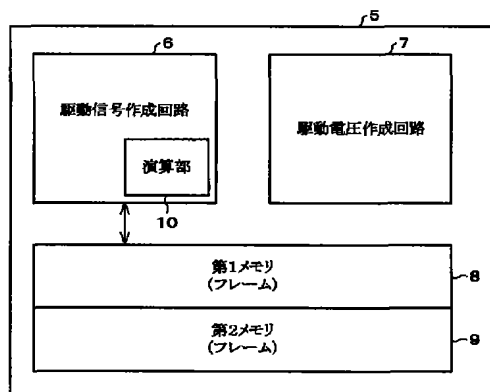 5
6
7
駆動信号作成回路
駆動電圧作成回路
演算部
10
第1メモリ
(フレーム)
8
第2メモリ
(フレーム)
9